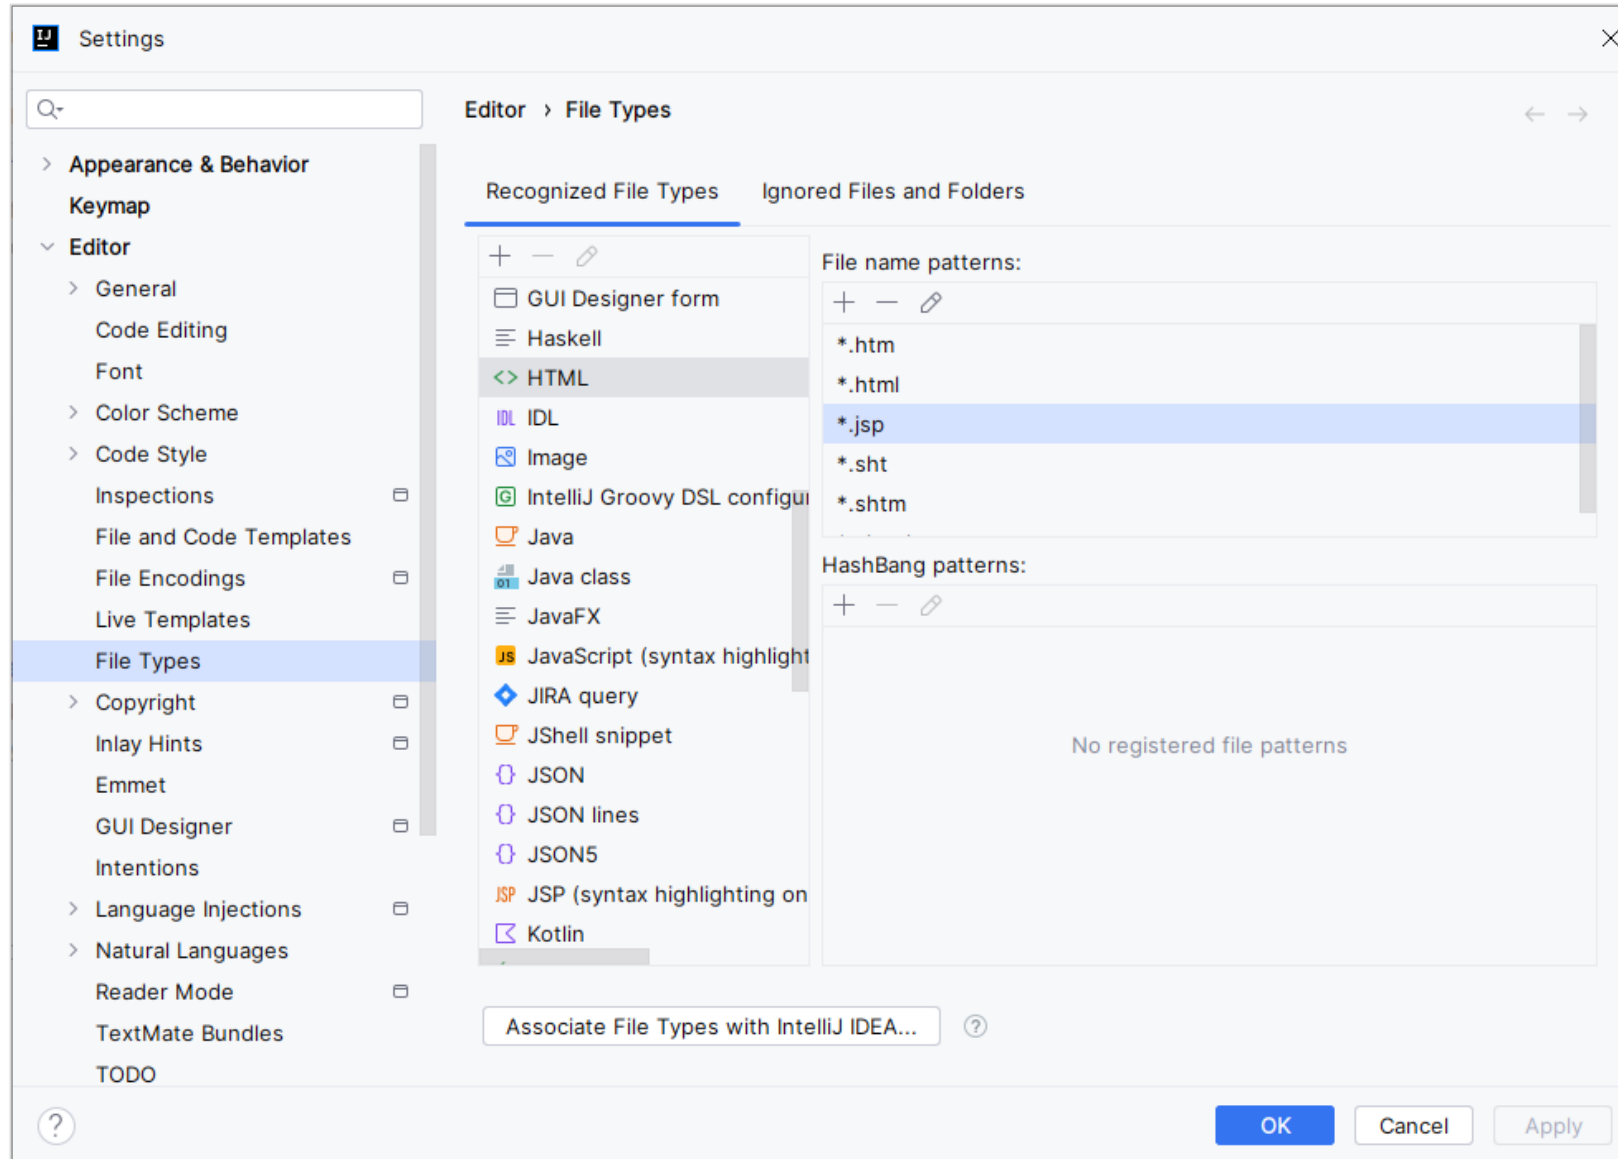 Settings
Editor › File Types
Appearance & Behavior
Keymap
Editor
General
Code Editing
Font
Color Scheme
Code Style
Inspections
File and Code Templates
File Encodings
Live Templates
File Types
Copyright
Inlay Hints
Emmet
GUI Designer
Intentions
Language Injections
Natural Languages
Reader Mode
TextMate Bundles
TODO
Recognized File Types
Ignored Files and Folders
GUI Designer form
Haskell
HTML
IDL IDL
Image
IntelliJ Groovy DSL configur
Java
01 Java class
JavaFX
JS JavaScript (syntax highlight
JIRA query
JShell snippet
JSON
JSON lines
JSON5
JSP JSP (syntax highlighting on
Kotlin
File name patterns:
*.htm
*.html
*.jsp
*.sht
*.shtm
HashBang patterns:
No registered file patterns
Associate File Types with IntelliJ IDEA...
OK
Cancel
Apply